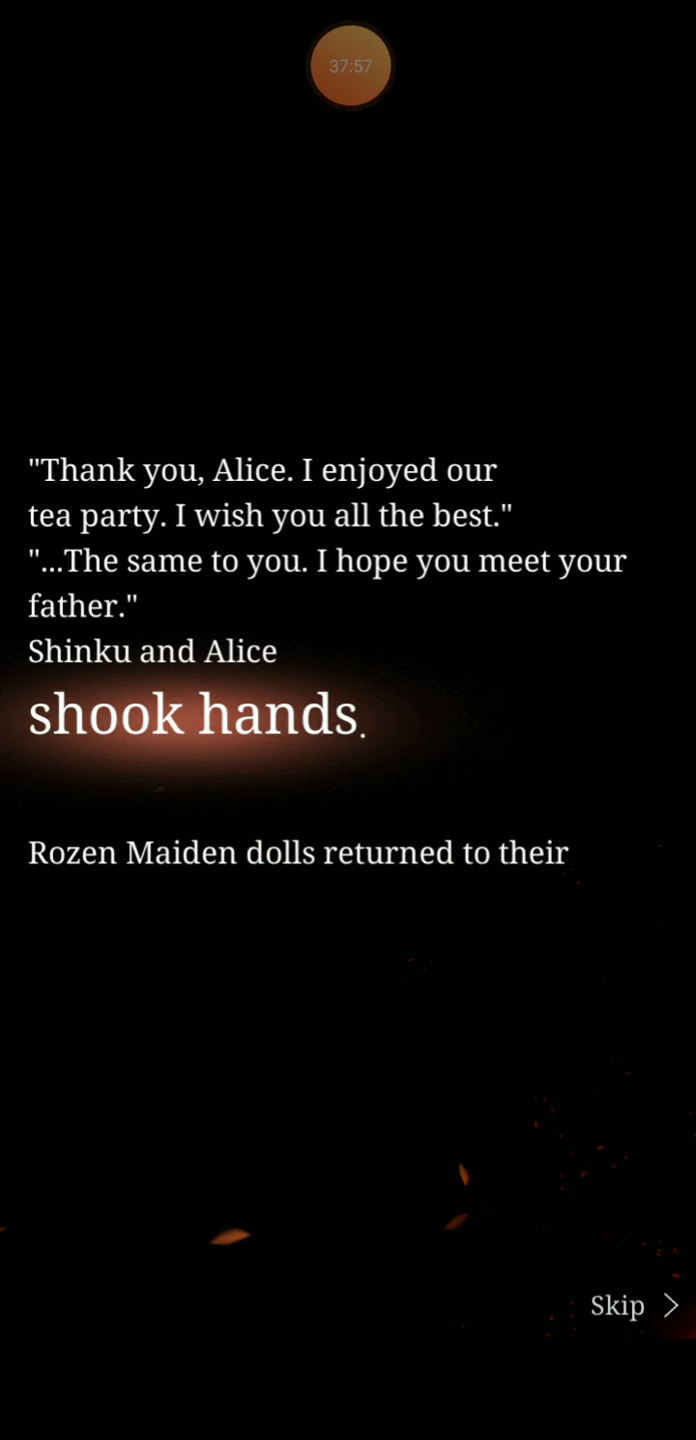 37:57
"Thank you, Alice. I enjoyed our
tea party. I wish you all the best."
"...The same to you. I hope you meet your
father."
Shinku and Alice
shook hands.
Rozen Maiden dolls returned to their
Skip